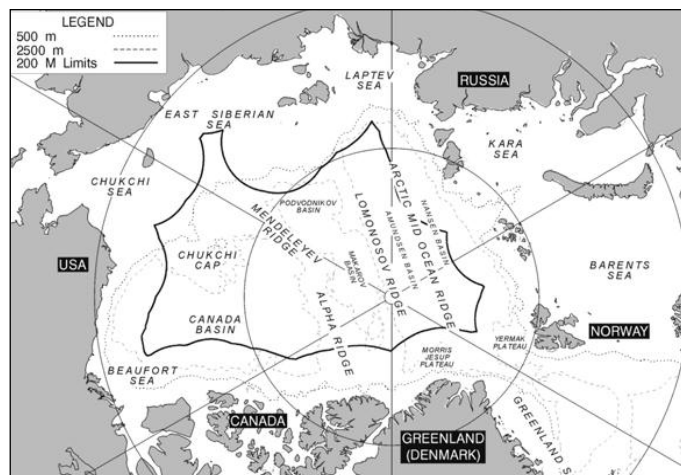 LEGEND
500 m
2500 m
200 M Limits
LAPTEV
SEA
RUSSIA
EAST SIBERIAN
SEA
KARA
SEA
CHUKCHI
SEA
PODVODNIKOV
BASIN
ARCTIC MID OCEAN RIDGE
NANSEN BASIN
AMUNDSEN BASIN
LOMONOSOV RIDGE
MENDELEYEV
RIDGE
MAKAROV
BASIN
USA
CHUKCHI
CAP
BARENTS
SEA
ALPHA RIDGE
CANADA
BASIN
NORWAY
YERMAK
PLATEAU
MORRIS
JESUP
PLATEAU
BEAUFORT
SEA
CANADA
GREENLAND
(DENMARK)
GREENLAND S